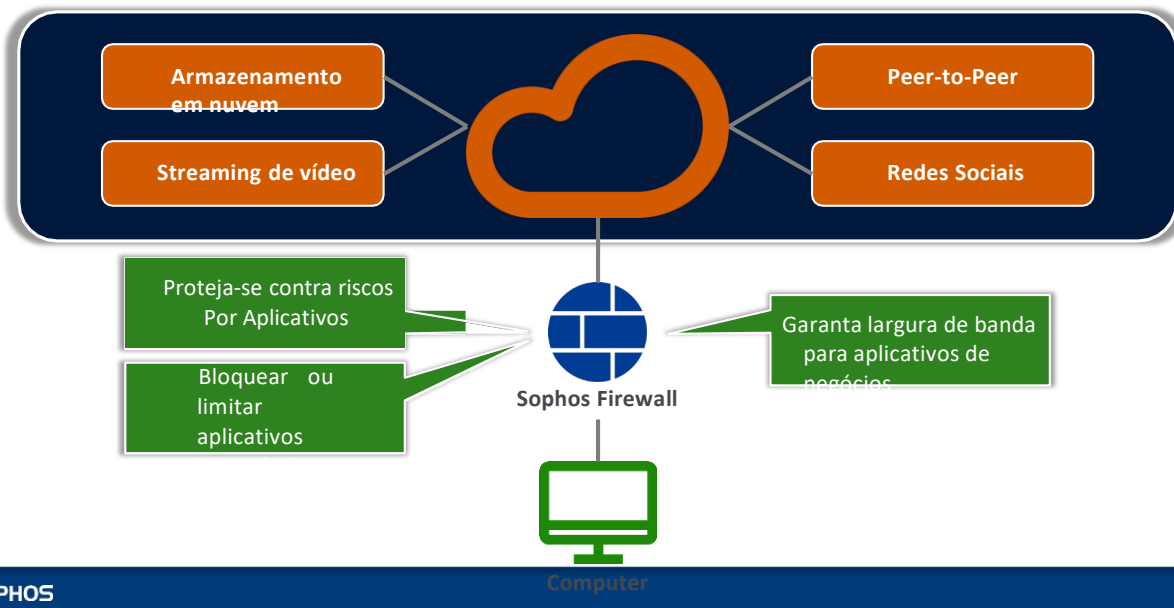 Armazenamento
em nuvem
Peer-to-Peer
Streaming de vídeo
Redes Sociais
Proteja-se contra riscos
Por Aplicativos
Garanta largura de banda
para aplicativos de
negócios
Bloquear ou
limitar
aplicativos
Sophos Firewall
Computer
PHOS